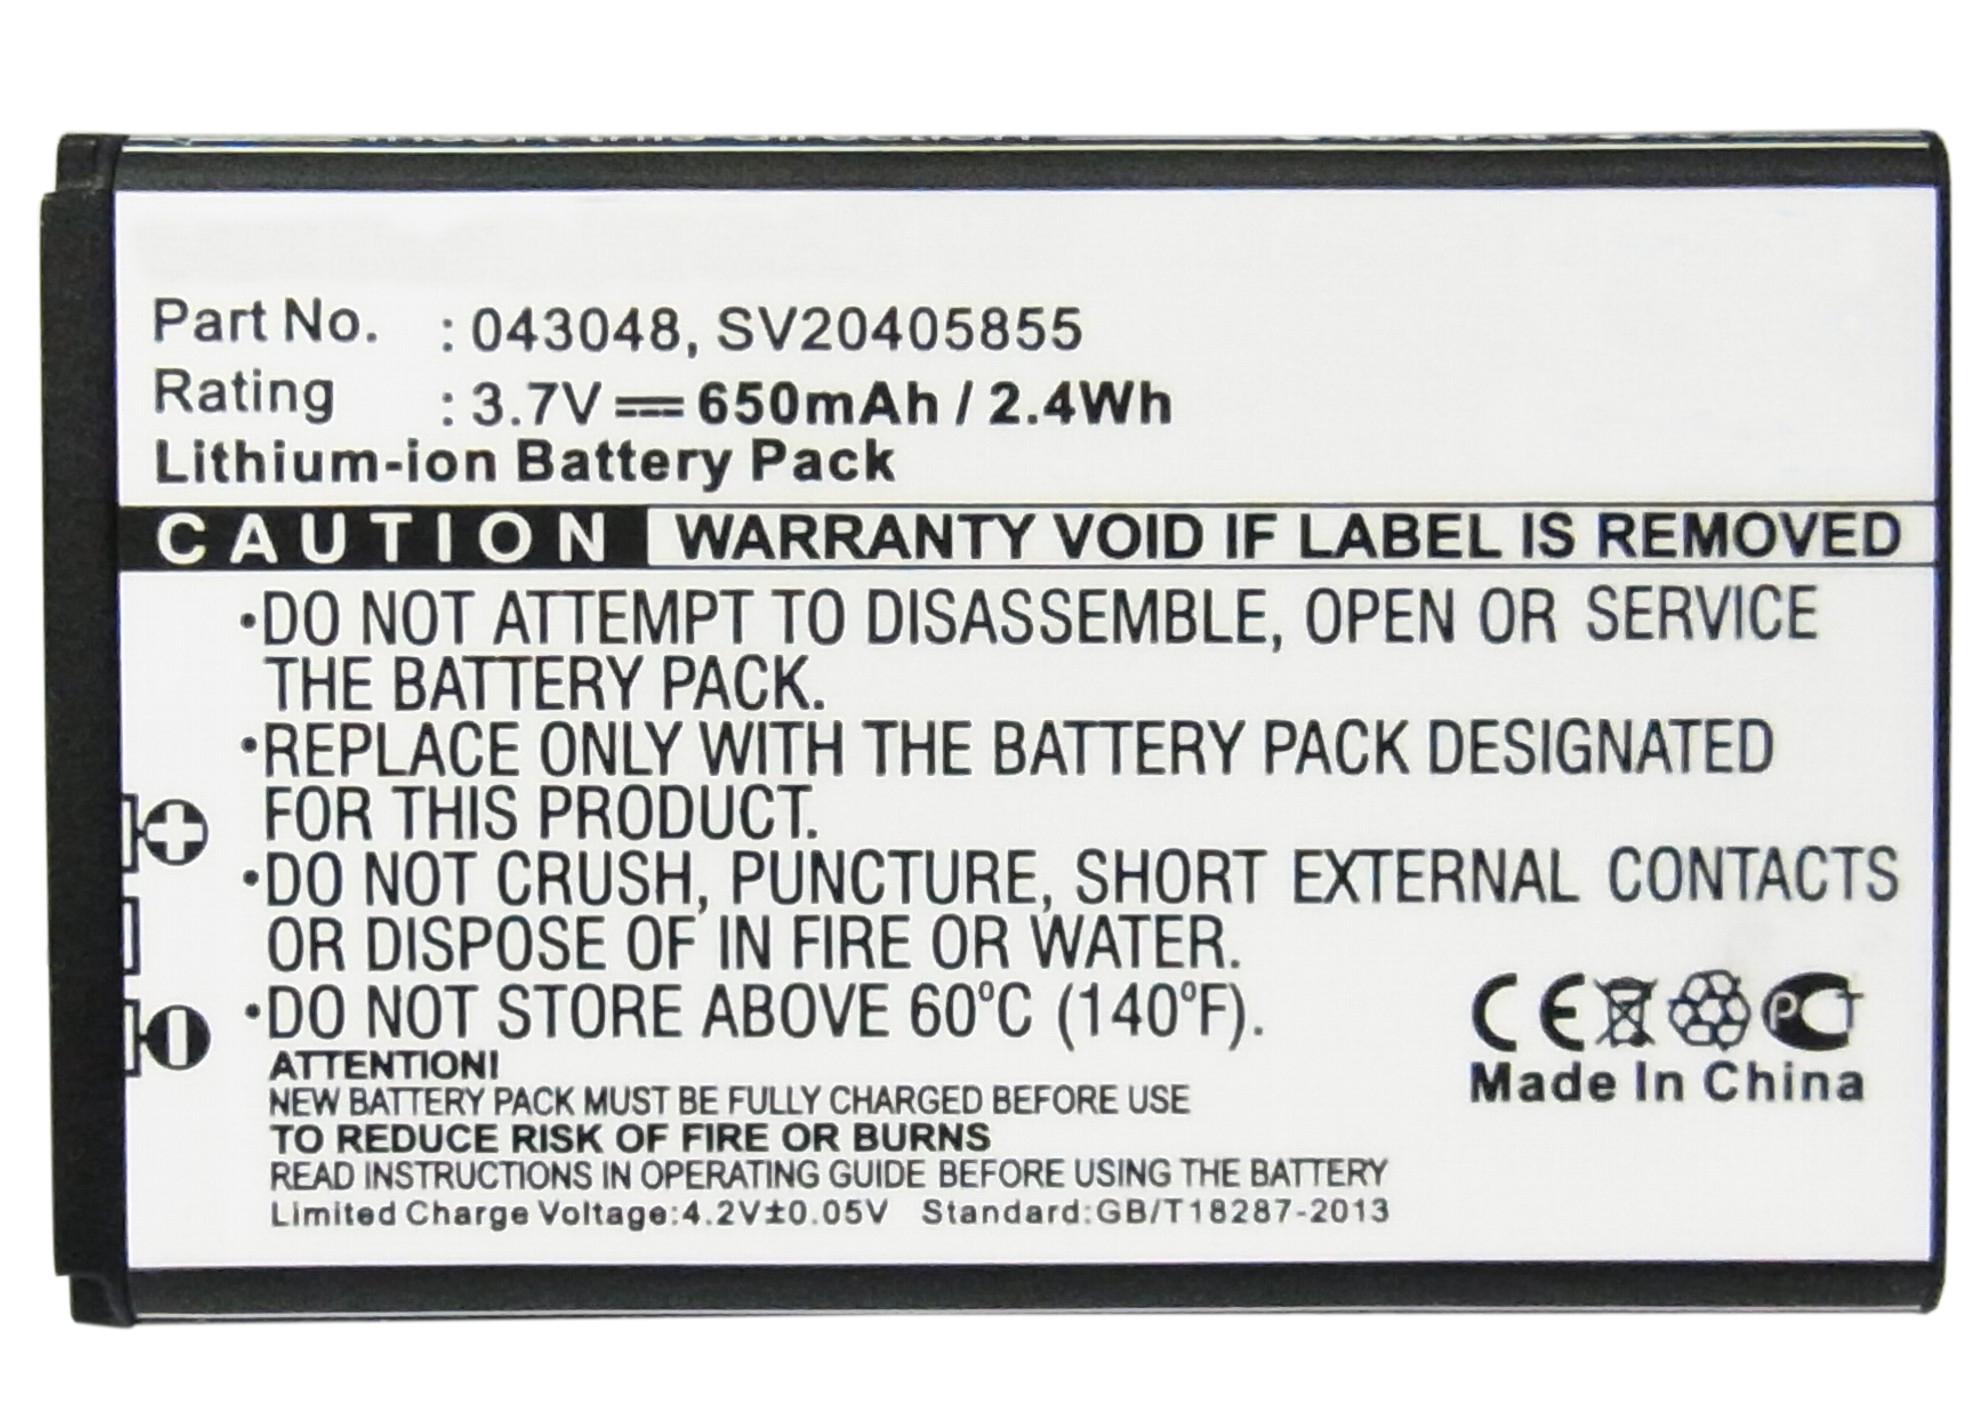 Insert this direction
Part No. : 043048, SV20405855
Rating : 3.7V 650mAh / 2.4Wh
Lithium-ion Battery Pack
CAUTION WARRANTY VOID IF LABEL IS REMOVED
•DO NOT ATTEMPT TO DISASSEMBLE, OPEN OR SERVICE
THE BATTERY PACK.
•REPLACE ONLY WITH THE BATTERY PACK DESIGNATED
FOR THIS PRODUCT.
•DO NOT CRUSH, PUNCTURE, SHORT EXTERNAL CONTACTS
OR DISPOSE OF IN FIRE OR WATER.
•DO NOT STORE ABOVE 60°C (140°F).
ATTENTION!
NEW BATTERY PACK MUST BE FULLY CHARGED BEFORE USE
TO REDUCE RISK OF FIRE OR BURNS
READ INSTRUCTIONS IN OPERATING GUIDE BEFORE USING THE BATTERY
Limited Charge Voltage:4.2V±0.05V Standard:GB/T18287-2013
CE PCT
Made In China